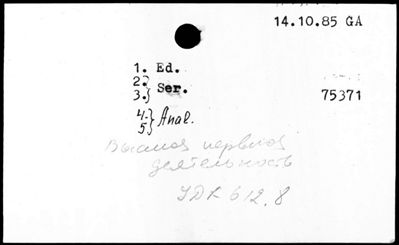 14.10.85 GA
1. Ed.
2.}
3.} Ser.
75371
4.}
5} Anal.
Высшая нервная
деятельность
УДК 612.8